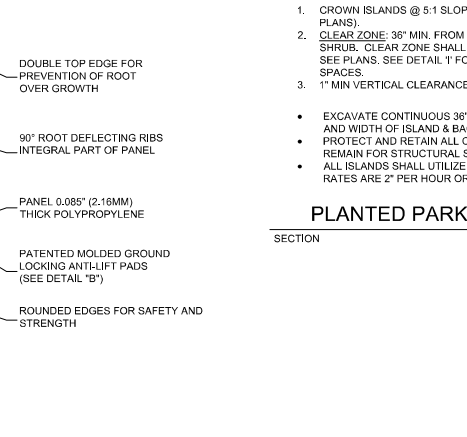 DOUBLE TOP EDGE FOR
PREVENTION OF ROOT
OVER GROWTH
90° ROOT DEFLECTING RIBS
INTEGRAL PART OF PANEL
PANEL 0.085" (2.16MM)
THICK POLYPROPYLENE
PATENTED MOLDED GROUND
LOCKING ANTI-LIFT PADS
(SEE DETAIL "B")
ROUNDED EDGES FOR SAFETY AND
STRENGTH
1. CROWN ISLANDS @ 5:1 SLOP
PLANS).
2. CLEAR ZONE: 36" MIN. FROM
SHRUB. CLEAR ZONE SHALL
SEE PLANS. SEE DETAIL 'I' FO
SPACES.
3. 1" MIN VERTICAL CLEARANCE
• EXCAVATE CONTINUOUS 36"
AND WIDTH OF ISLAND & BA
• PROTECT AND RETAIN ALL C
REMAIN FOR STRUCTURAL S
• ALL ISLANDS SHALL UTILIZE
RATES ARE 2" PER HOUR OR
PLANTED PARK
SECTION